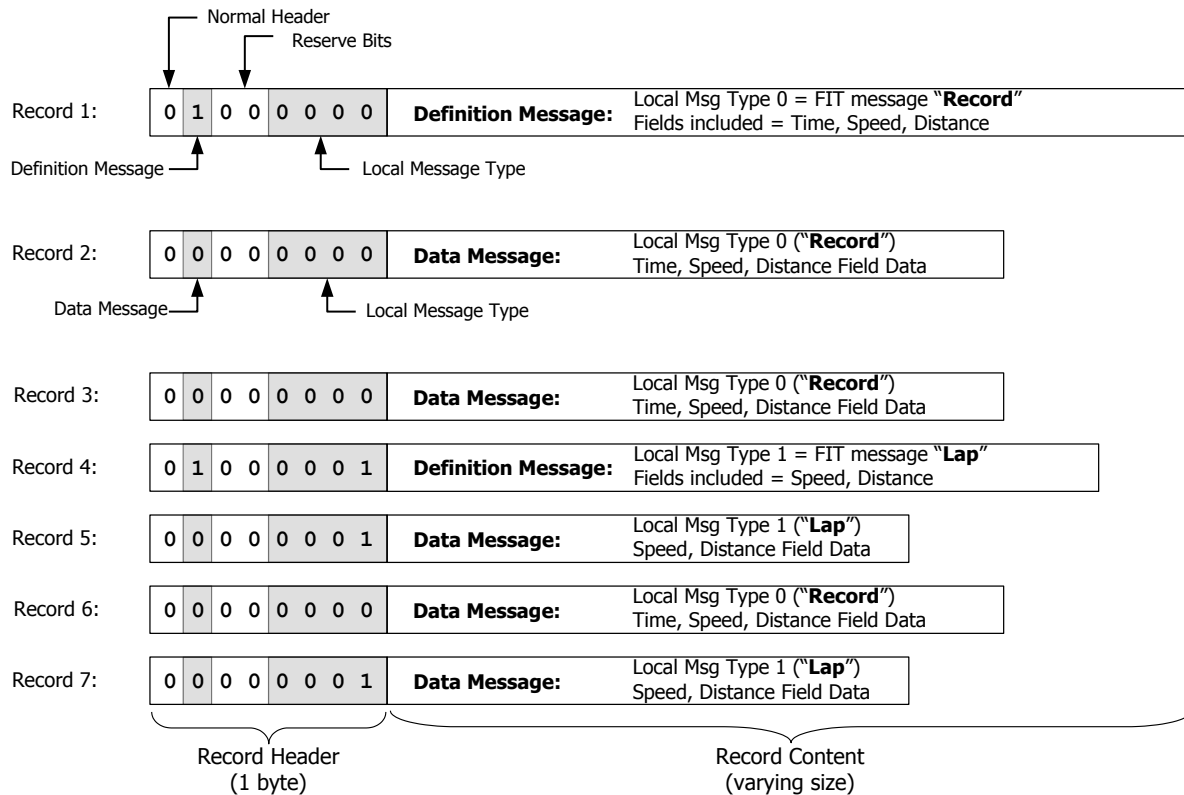 Normal Header
Reserve Bits
Record 1: 0 1 0 0 0 0 0 0 Definition Message: Local Msg Type 0 = FIT message “Record”
Fields included = Time, Speed, Distance
Definition Message Local Message Type
Record 2: 0 0 0 0 0 0 0 0 Data Message: Local Msg Type 0 (“Record”)
Time, Speed, Distance Field Data
Data Message Local Message Type
Record 3: 0 0 0 0 0 0 0 0 Data Message: Local Msg Type 0 (“Record”)
Time, Speed, Distance Field Data
Record 4: 0 1 0 0 0 0 0 1 Definition Message: Local Msg Type 1 = FIT message “Lap”
Fields included = Speed, Distance
Record 5: 0 0 0 0 0 0 0 1 Data Message: Local Msg Type 1 (“Lap”)
Speed, Distance Field Data
Record 6: 0 0 0 0 0 0 0 0 Data Message: Local Msg Type 0 (“Record”)
Time, Speed, Distance Field Data
Record 7: 0 0 0 0 0 0 0 1 Data Message: Local Msg Type 1 (“Lap”)
Speed, Distance Field Data
Record Header Record Content
(1 byte) (varying size)